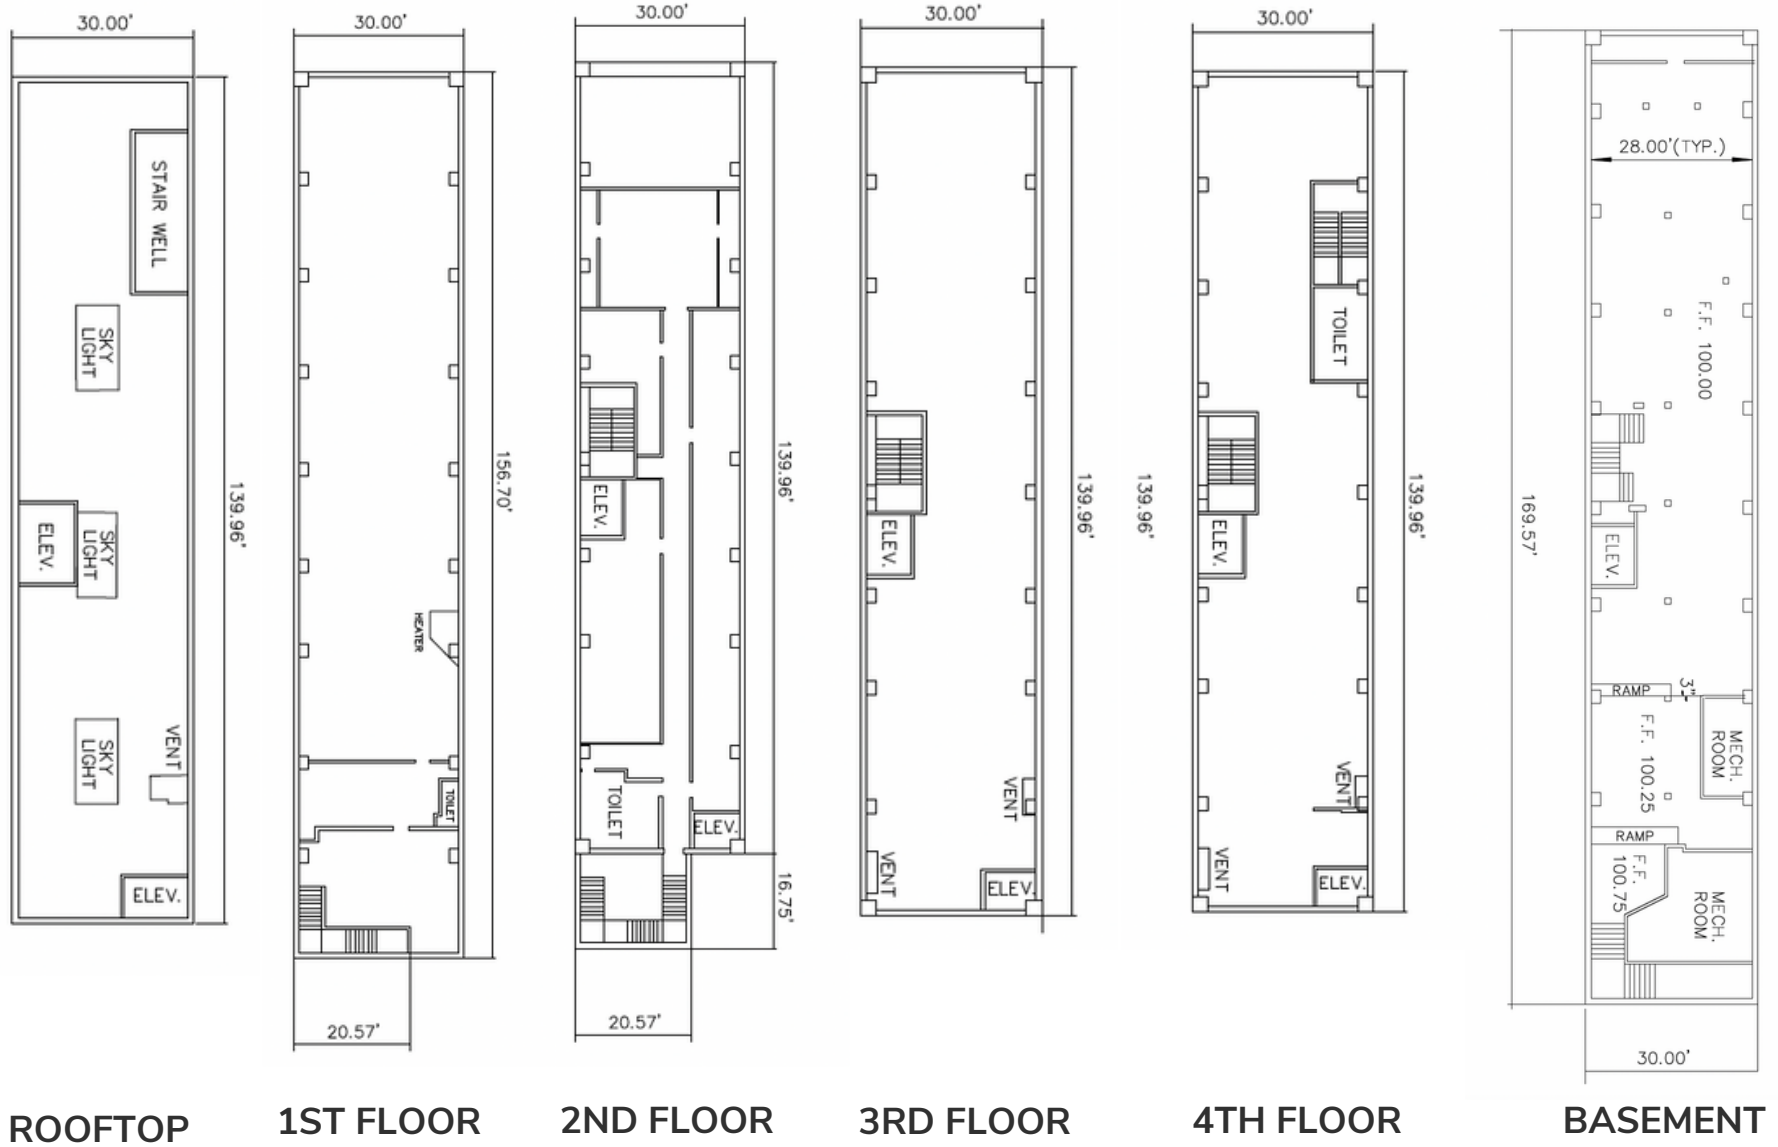 30.00'
STAIR WELL
SKY
LIGHT
139.96'
ELEV.
SKY
LIGHT
VENT
SKY
LIGHT
ELEV.
ROOFTOP
30.00'
156.70'
HEATER
TOILET
20.57'
1ST FLOOR
30.00'
139.96'
ELEV.
TOILET
ELEV.
16.75'
20.57'
2ND FLOOR
30.00'
139.96'
ELEV.
VENT
VENT
ELEV.
3RD FLOOR
30.00'
TOILET
139.96'
139.96'
ELEV.
VENT
VENT
ELEV.
4TH FLOOR
28.00'(TYP.)
F.F. 100.00
169.57'
ELEV.
RAMP
3"
F.F. 100.25
MECH.
ROOM
RAMP
F.F.
100.75
MECH.
ROOM
30.00'
BASEMENT